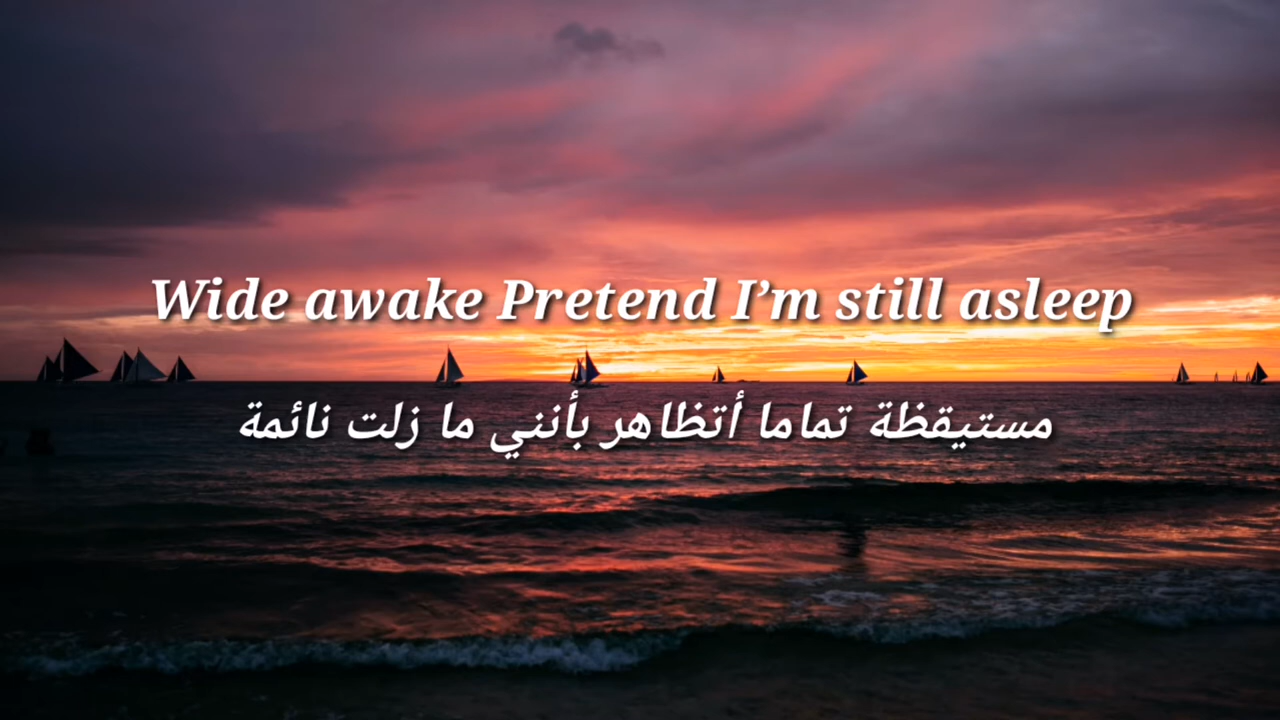 Wide awake Pretend I’m still asleep
مستيقظة تماما أتظاهر بأنني ما زلت نائمة